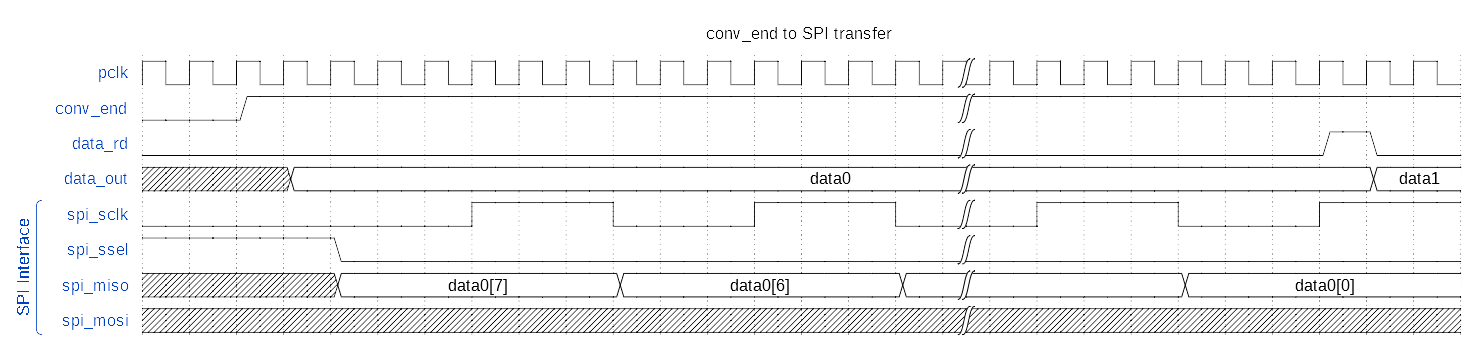 conv_end to SPI transfer
pclk
conv_end
data_rd
data_out data0 data1
SPI Interface
spi_sclk
spi_ssel
spi_miso data0[7] data0[6] data0[0]
spi_mosi